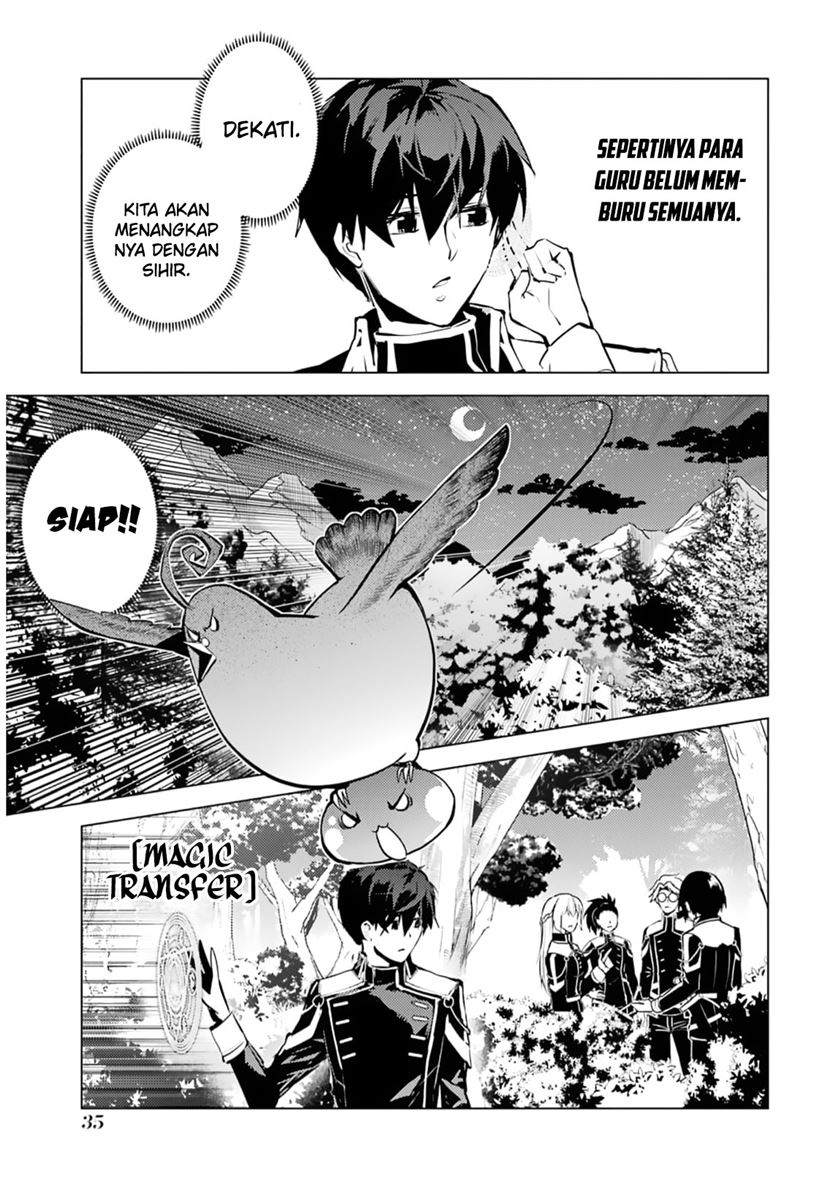 SEPERTINYA PARA
GURU BELUM MEM-
BURU SEMUANYA.
DEKATI.
KITA AKAN
MENANGKAP
NYA DENGAN
SIHIR.
SIAP!!
[MAGIC
TRANSFER]
35